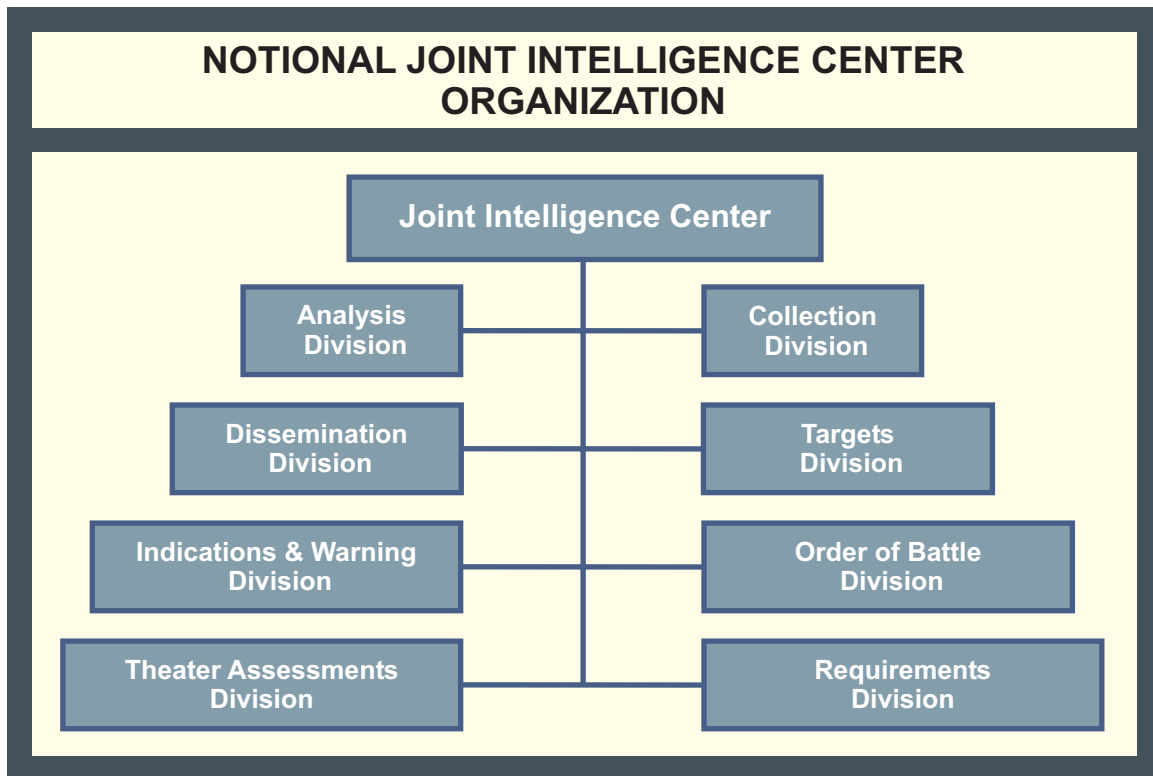 NOTIONAL JOINT INTELLIGENCE CENTER
ORGANIZATION
Joint Intelligence Center
Analysis
Division
Collection
Division
Dissemination
Division
Targets
Division
Indications & Warning
Division
Order of Battle
Division
Theater Assessments
Division
Requirements
Division